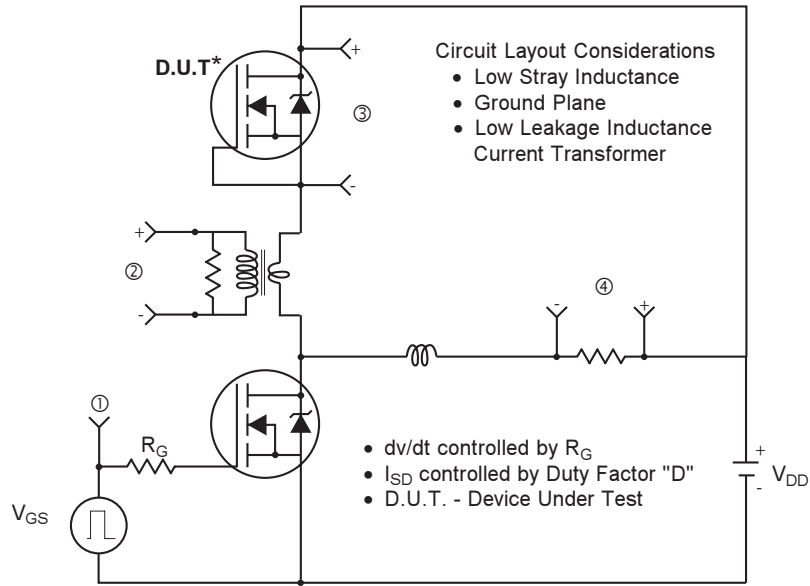 D.U.T*
+
③
-
Circuit Layout Considerations
• Low Stray Inductance
• Ground Plane
• Low Leakage Inductance
Current Transformer
+
②
-
④
-
+
①
RG
VGS
• dv/dt controlled by RG
• ISD controlled by Duty Factor "D"
• D.U.T. - Device Under Test
+
-
VDD